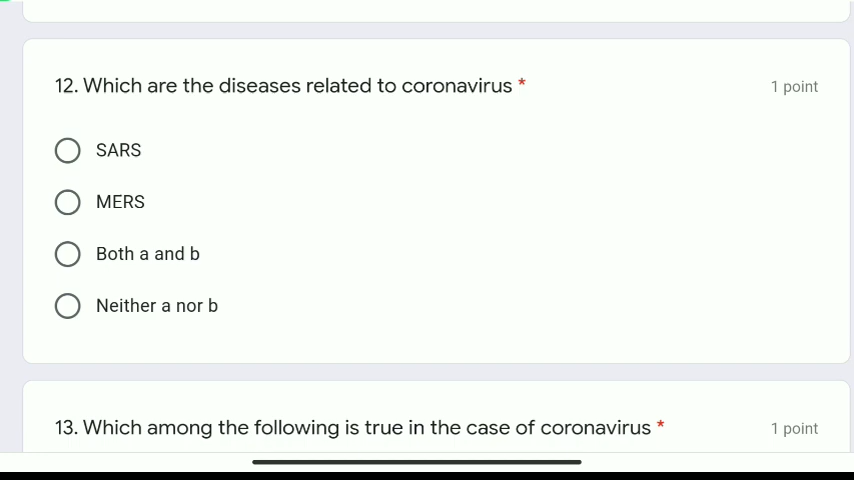 12. Which are the diseases related to coronavirus *
1 point
SARS
MERS
Both a and b
Neither a nor b
13. Which among the following is true in the case of coronavirus *
1 point